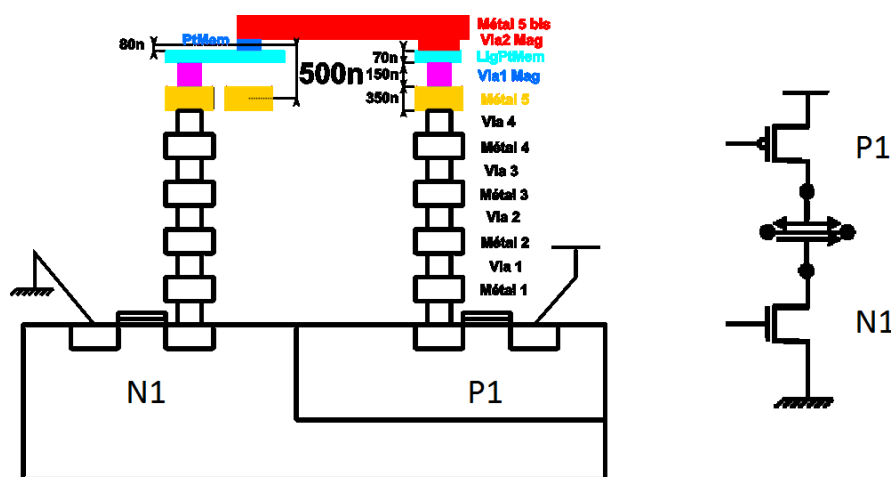 Métal 5 bis
Via2 Mag
LigPtMem
Via1 Mag
Métal 5
Via 4
Métal 4
Via 3
Métal 3
Via 2
Métal 2
Via 1
Métal 1
80n
PtMem
500n
70n
150n
350n
N1
P1
P1
N1